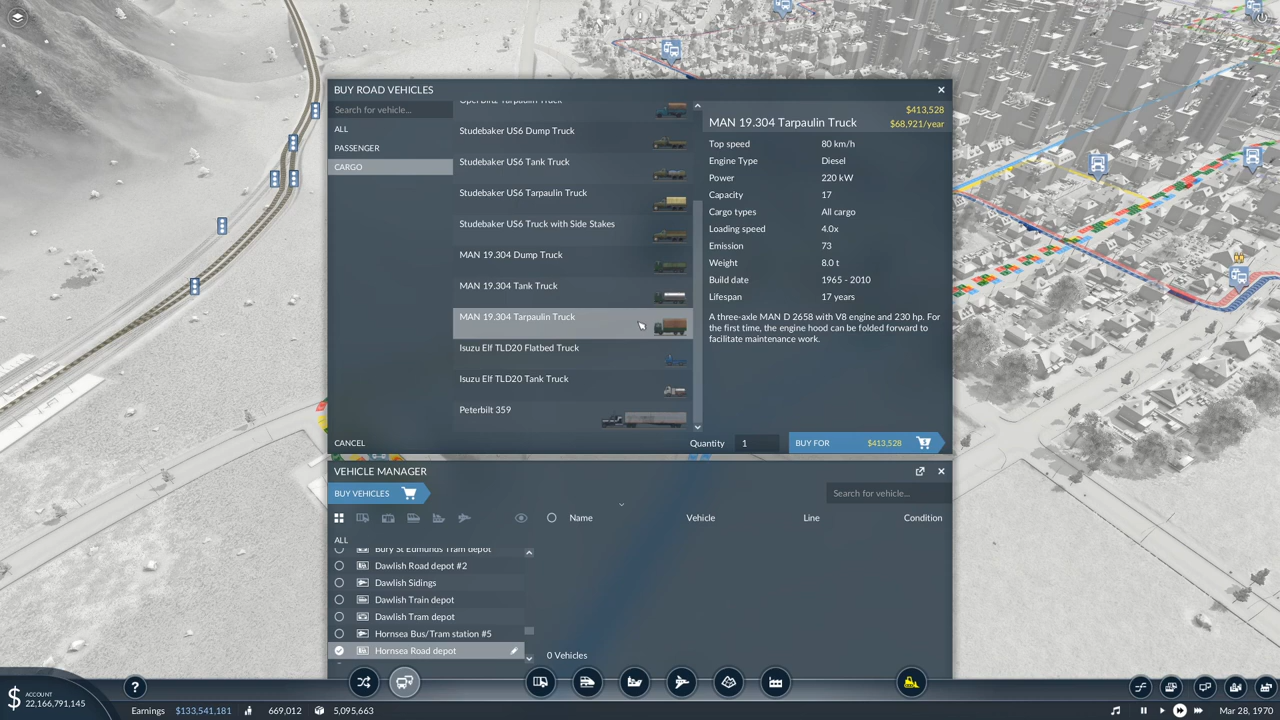 BUY ROAD VEHICLES
Search for vehicle...
ALL
PASSENGER
CARGO
Opel Blitz Tarpaulin Truck
Studebaker US6 Dump Truck
Studebaker US6 Tank Truck
Studebaker US6 Tarpaulin Truck
Studebaker US6 Truck with Side Stakes
MAN 19.304 Dump Truck
MAN 19.304 Tank Truck
MAN 19.304 Tarpaulin Truck
Isuzu Elf TLD20 Flatbed Truck
Isuzu Elf TLD20 Tank Truck
Peterbilt 359
$413,528
MAN 19.304 Tarpaulin Truck $68,921/year
Top speed 80 km/h
Engine Type Diesel
Power 220 kW
Capacity 17
Cargo types All cargo
Loading speed 4.0x
Emission 73
Weight 8.0 t
Build date 1965 - 2010
Lifespan 17 years
A three-axle MAN D 2658 with V8 engine and 230 hp. For
the first time, the engine hood can be folded forward to
facilitate maintenance work.
CANCEL Quantity 1 BUY FOR $413,528
VEHICLE MANAGER
BUY VEHICLES Search for vehicle...
Name Vehicle Line Condition
ALL
Bury St Edmunds Tram depot
Dawlish Road depot #2
Dawlish Sidings
Dawlish Train depot
Dawlish Tram depot
Hornsea Bus/Tram station #5
Hornsea Road depot
0 Vehicles
$ ACCOUNT
22,166,791,145
?
Earnings $133,541,181 669,012 5,095,663 Mar 28, 1970